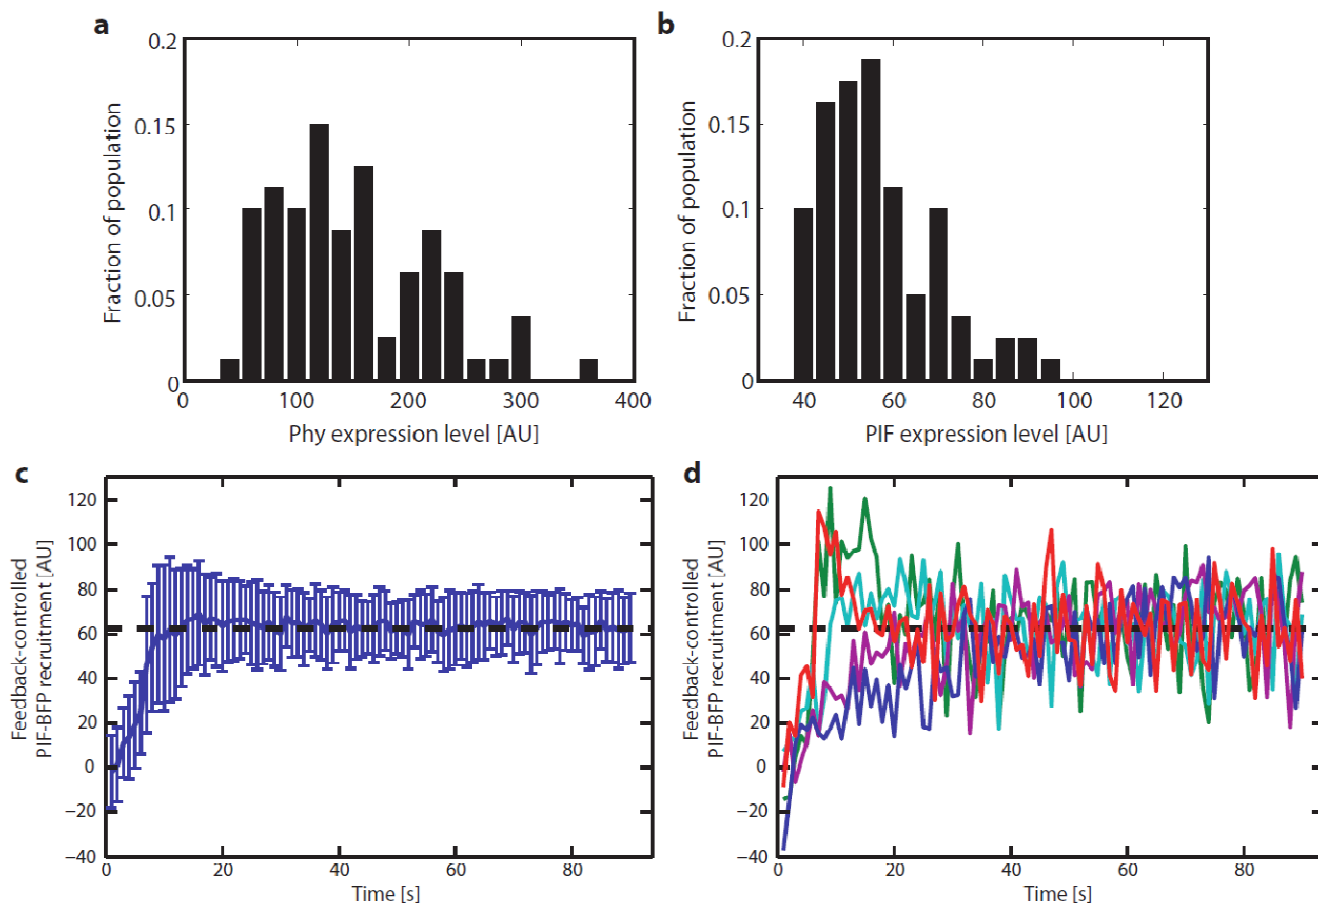 a
b
0.2
0.15
0.1
0.05
0
Fraction of population
0 100 200 300 400
Phy expression level [AU]
0.2
0.15
0.1
0.05
0
Fraction of population
40 60 80 100 120
PIF expression level [AU]
c
d
120
100
80
60
40
20
0
−20
−40
Feedback-controlled
PIF-BFP recruitment [AU]
0 20 40 60 80
Time [s]
120
100
80
60
40
20
0
−20
−40
Feedback-controlled
PIF-BFP recruitment [AU]
0 20 40 60 80
Time [s]